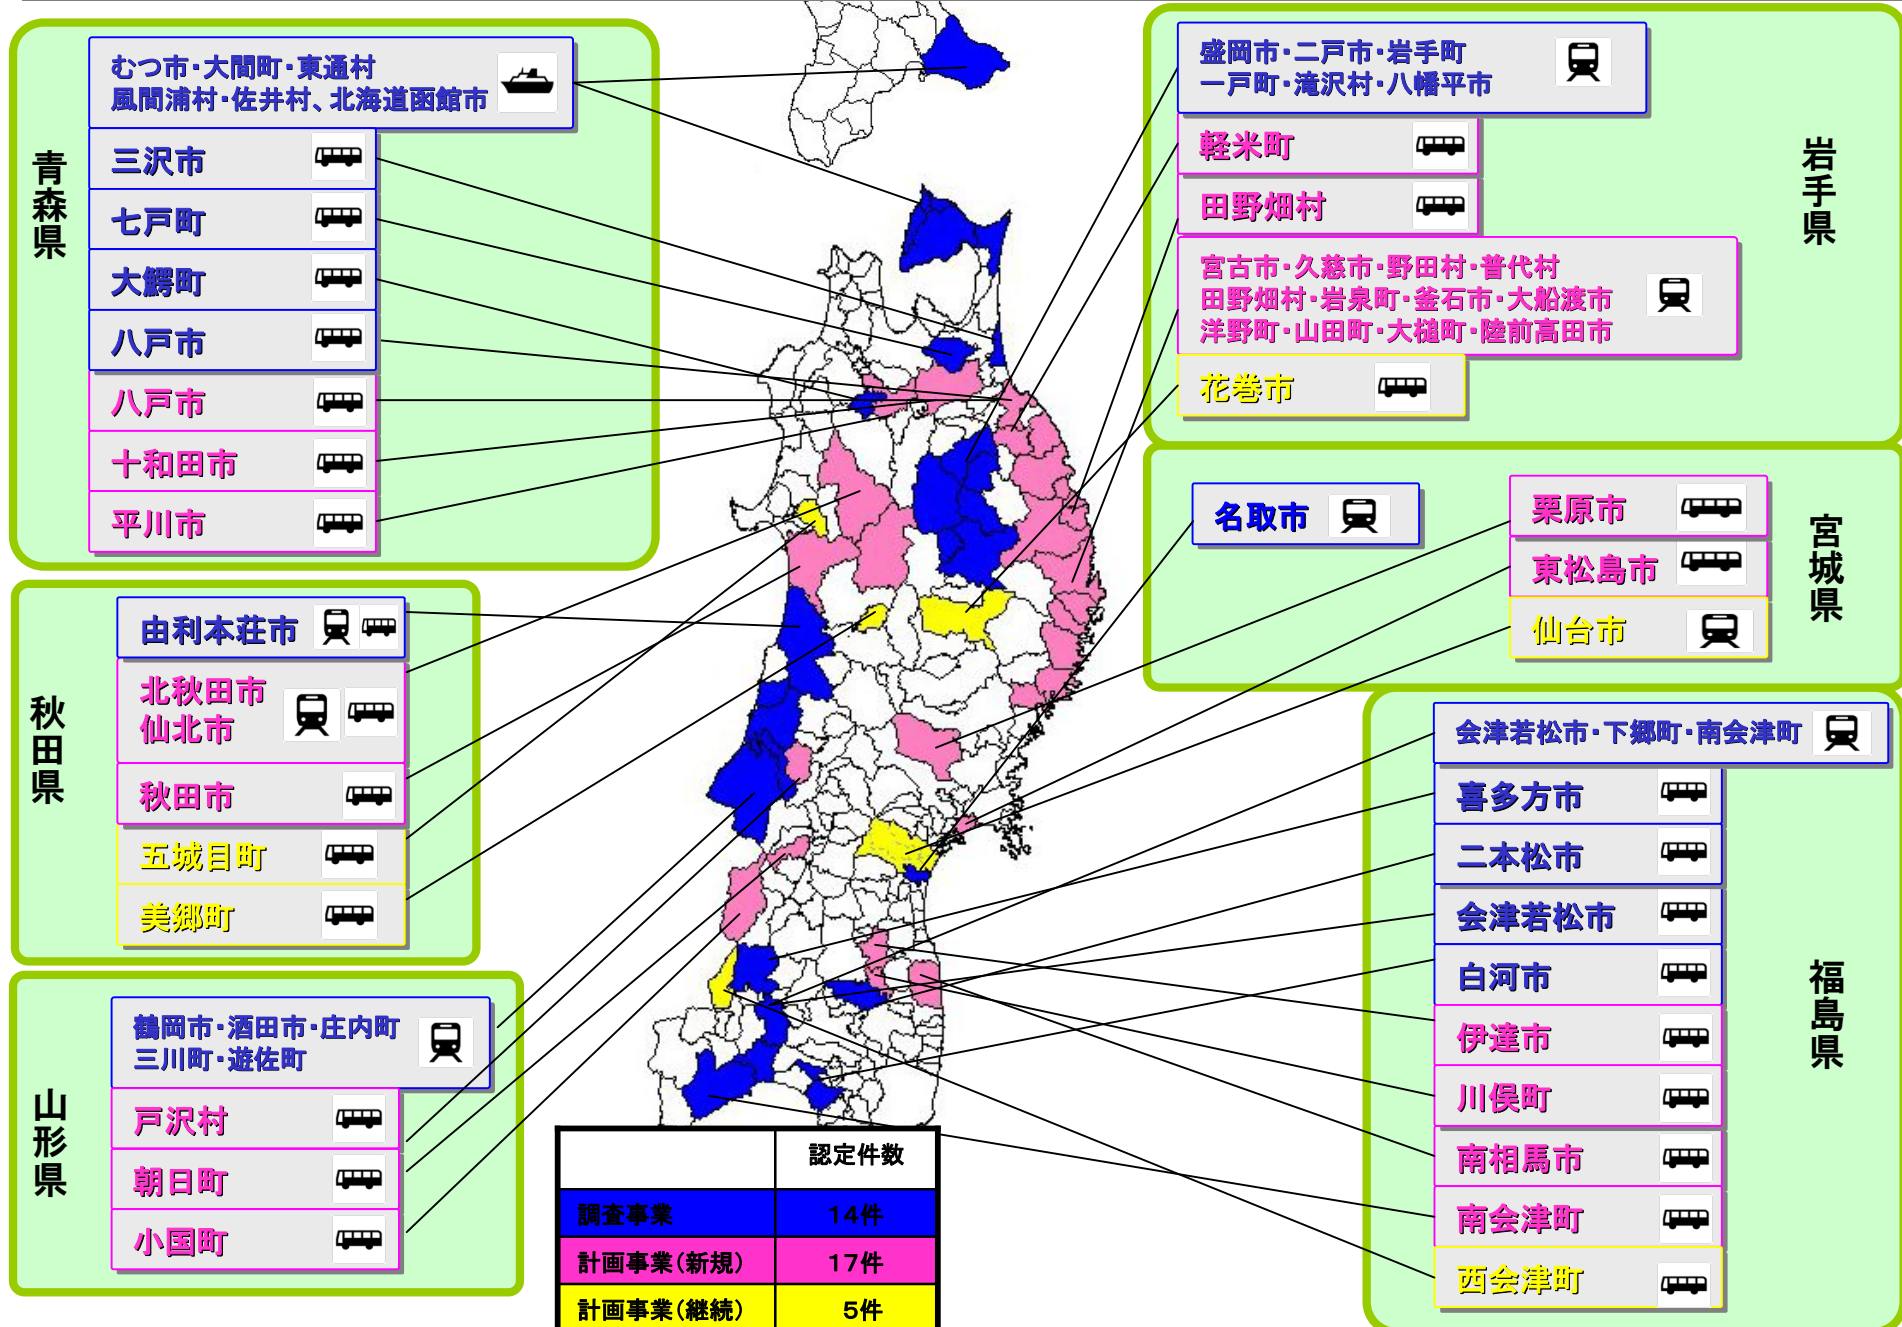 青森県
むつ市・大間町・東通村
風間浦村・佐井村、北海道函館市
三沢市
七戸町
大鰐町
八戸市
八戸市
十和田市
平川市
秋田県
由利本荘市
北秋田市
仙北市
秋田市
五城目町
美郷町
山形県
鶴岡市・酒田市・庄内町
三川町・遊佐町
戸沢村
朝日町
小国町
岩手県
盛岡市・二戸市・岩手町
一戸町・滝沢村・八幡平市
軽米町
田野畑村
宮古市・久慈市・野田村・普代村
田野畑村・岩泉町・釜石市・大船渡市
洋野町・山田町・大槌町・陸前高田市
花巻市
宮城県
名取市
栗原市
東松島市
仙台市
福島県
会津若松市・下郷町・南会津町
喜多方市
二本松市
会津若松市
白河市
伊達市
川俣町
南相馬市
南会津町
西会津町
認定件数
調査事業 14件
計画事業(新規) 17件
計画事業(継続) 5件